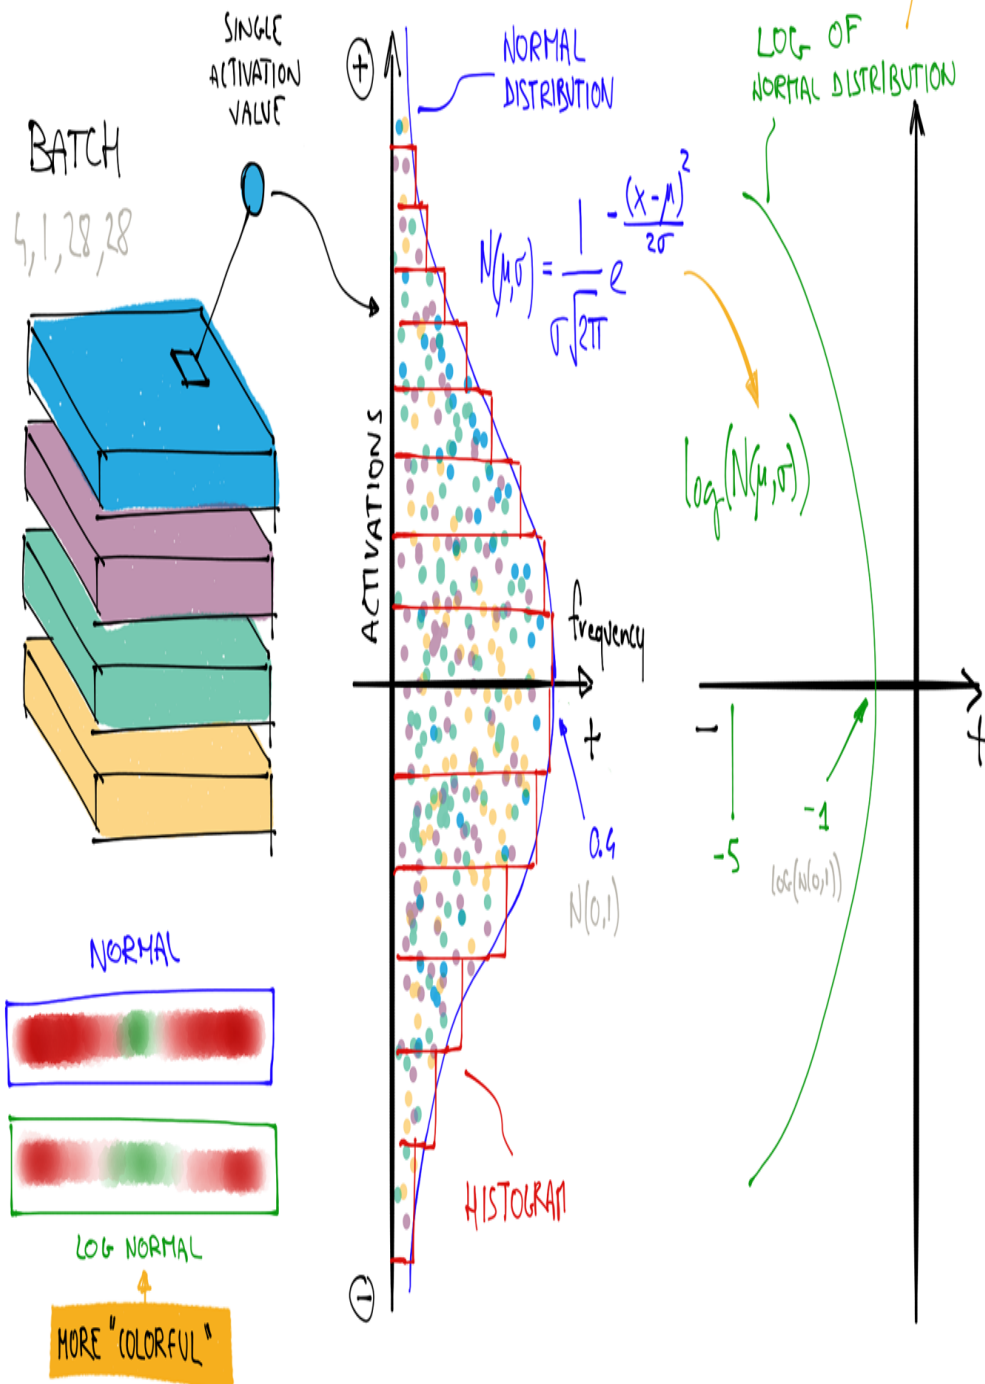 SINGLE
ACTIVATION
VALUE
BATCH
4,1,28,28
+
NORMAL
DISTRIBUTION
LOG OF
NORMAL DISTRIBUTION
N(μ,σ) = 1/(σ√2π) e^-(x-μ)²/2σ
log(N(μ,σ))
ACTIVATIONS
frequency
+
-
+
0.4
N(0,1)
-5
-1
LOG(N(0,1))
NORMAL
LOG NORMAL
MORE "COLORFUL"
HISTOGRAM
-